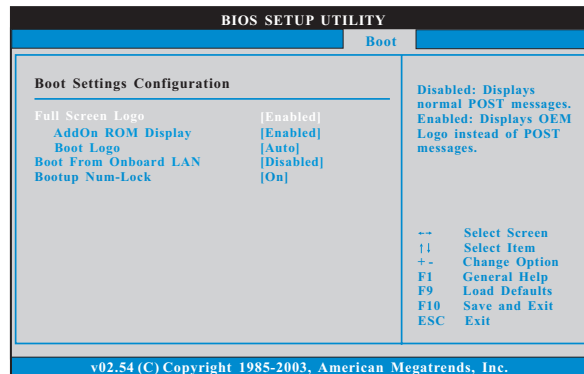 BIOS SETUP UTILITY
Boot
Boot Settings Configuration
Full Screen Logo [Enabled]
AddOn ROM Display [Enabled]
Boot Logo [Auto]
Boot From Onboard LAN [Disabled]
Bootup Num-Lock [On]
Disabled: Displays
normal POST messages.
Enabled: Displays OEM
Logo instead of POST
messages.
←→ Select Screen
↑↓ Select Item
+ - Change Option
F1 General Help
F9 Load Defaults
F10 Save and Exit
ESC Exit
v02.54 (C) Copyright 1985-2003, American Megatrends, Inc.